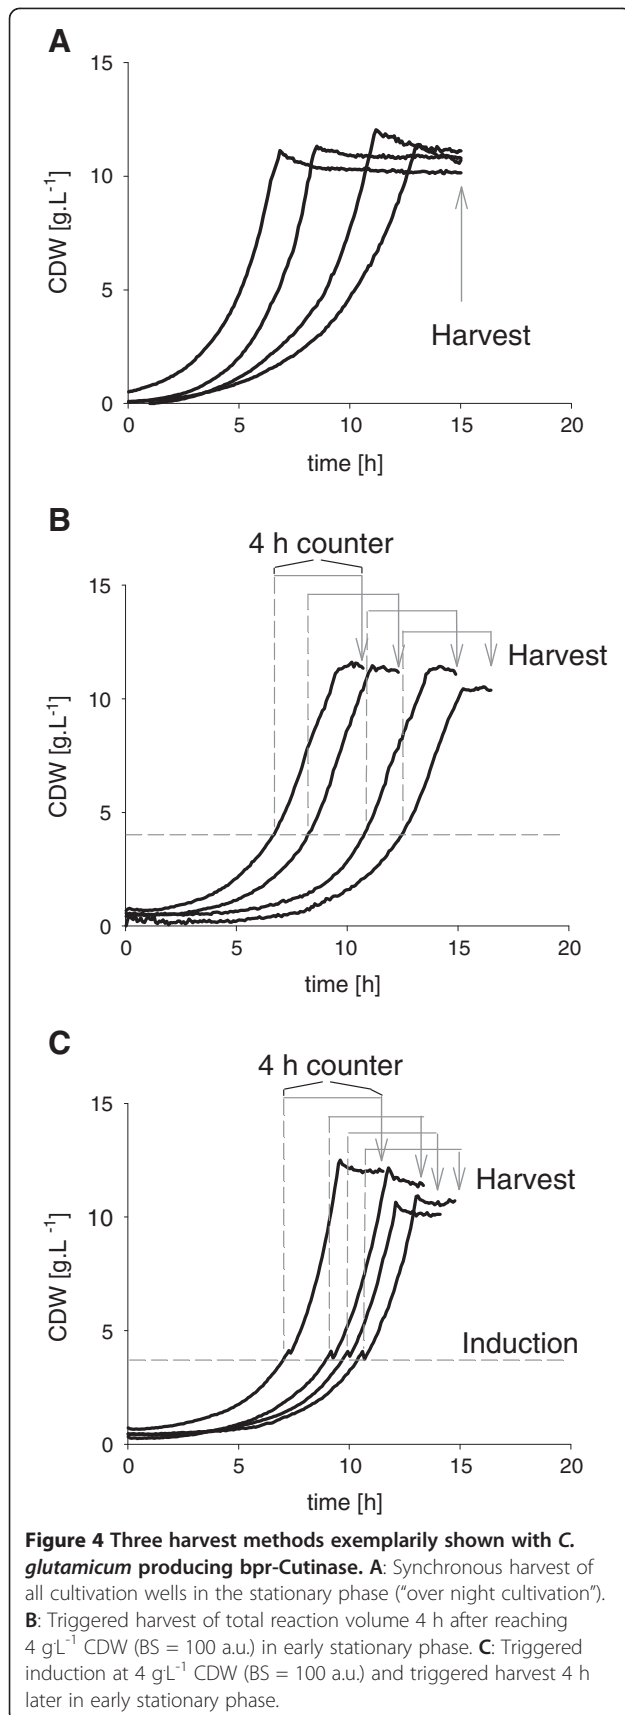 A
15
10
5
0
CDW [g.L⁻¹]
Harvest
0 5 10 15 20
time [h]
B
4 h counter
15
10
5
0
CDW [g.L⁻¹]
Harvest
0 5 10 15 20
time [h]
C
4 h counter
15
10
5
0
CDW [g.L ⁻¹]
Harvest
Induction
0 5 10 15 20
time [h]
Figure 4 Three harvest methods exemplarily shown with C.
glutamicum producing bpr-Cutinase. A: Synchronous harvest of
all cultivation wells in the stationary phase (“over night cultivation”).
B: Triggered harvest of total reaction volume 4 h after reaching
4 g·L⁻¹ CDW (BS = 100 a.u.) in early stationary phase. C: Triggered
induction at 4 g·L⁻¹ CDW (BS = 100 a.u.) and triggered harvest 4 h
later in early stationary phase.